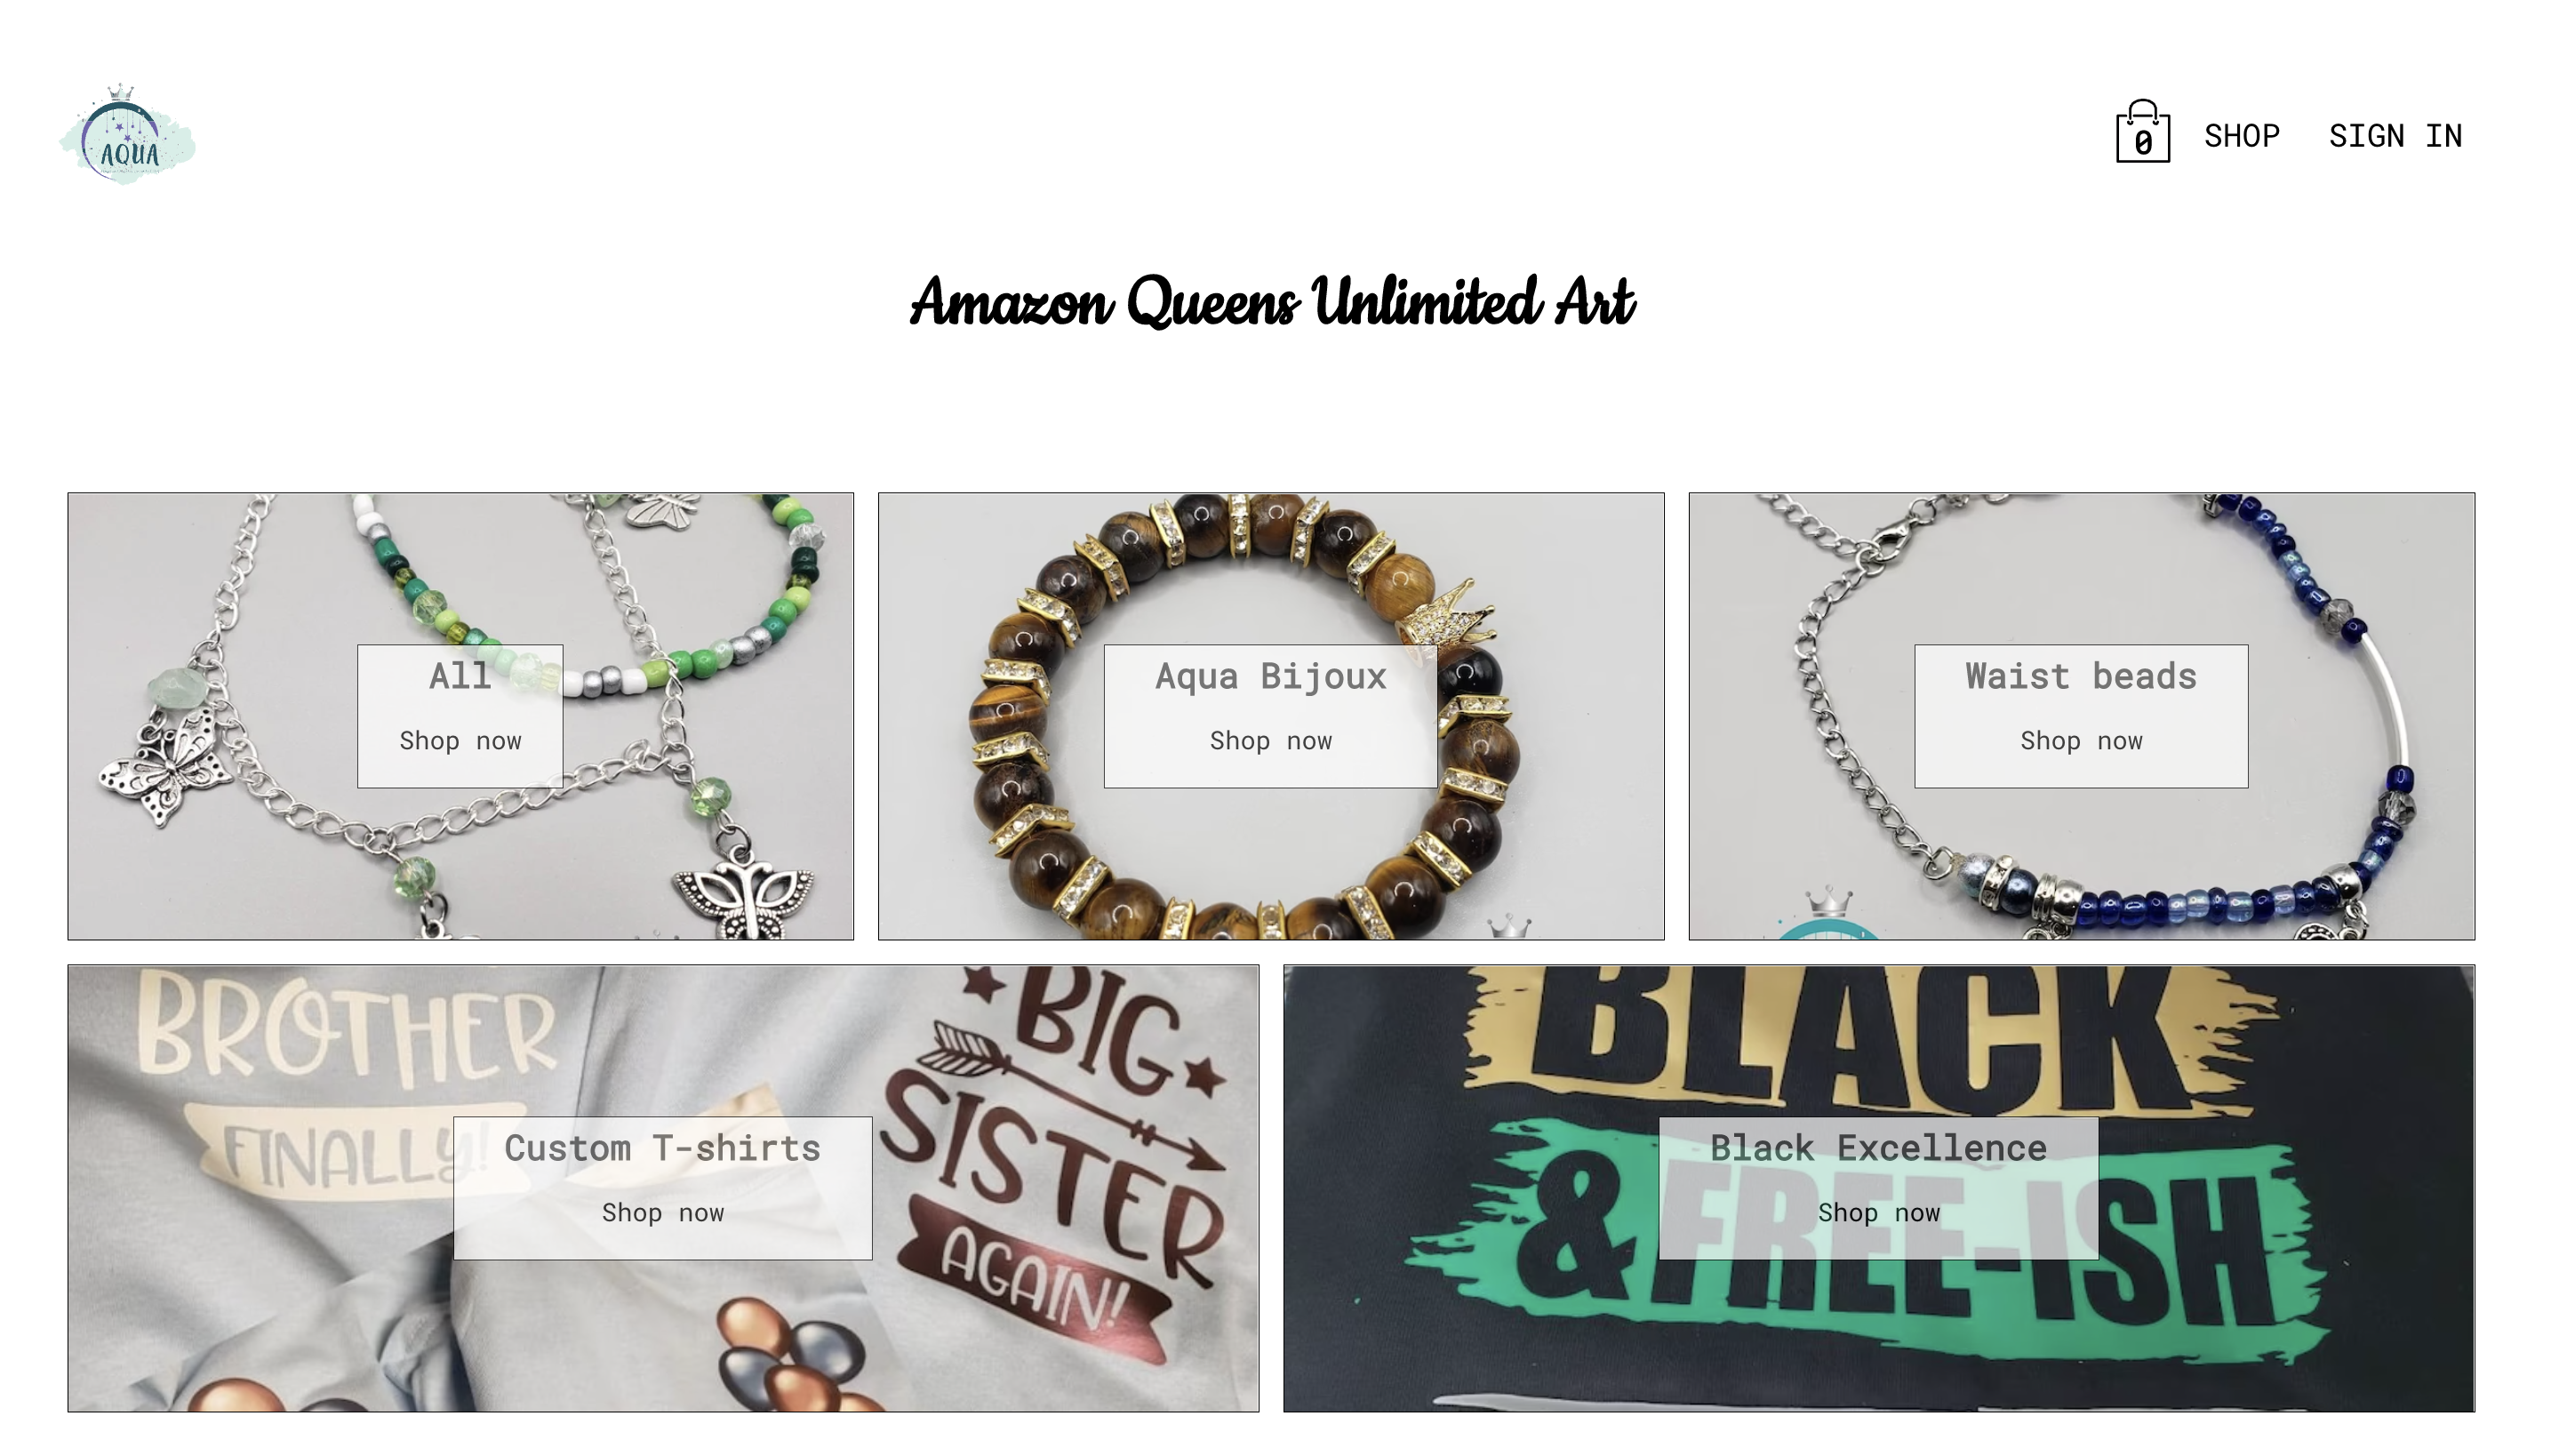 AQUA
0
SHOP
SIGN IN
Amazon Queens Unlimited Art
All
Shop now
Aqua Bijoux
Shop now
Waist beads
Shop now
BROTHER
FINALLY!
BIG
SISTER
AGAIN!
Custom T-shirts
Shop now
BLACK
& FREE-ISH
Black Excellence
Shop now